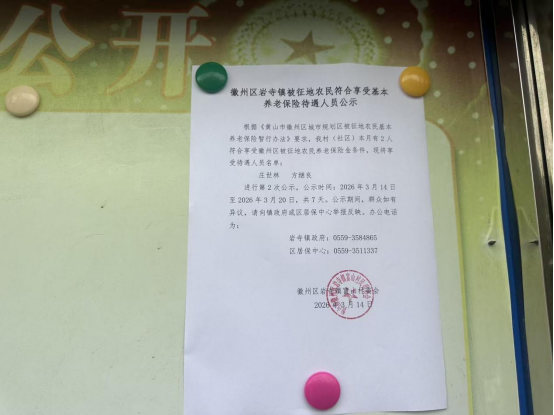 公开
徽州区岩寺镇被征地农民符合享受基本
养老保险待遇人员公示
根据《黄山市徽州区城市规划区被征地农民基本
养老保险暂行办法》要求，我村（社区）本月有2人
符合享受徽州区被征地农民养老保险金条件，现将享
受待遇人员名单：
庄世林 方继良
进行第2次公示，公示时间：2026年3月14日
至2026年3月20日，共7天。公示期间，群众如有
异议，请向镇政府或区居保中心举报反映。办公电话
为：
岩寺镇政府：0559-3584865
区居保中心：0559-3511337
徽州区岩寺镇
村委会
2026年3月14日